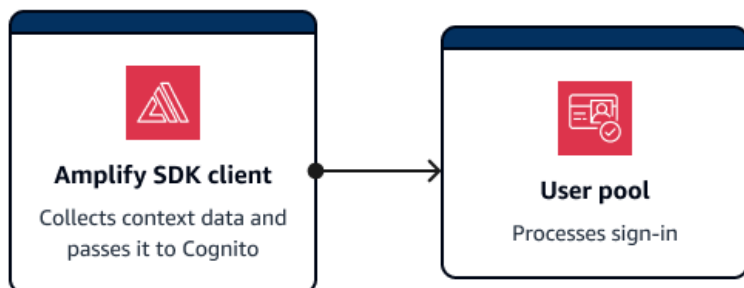 Amplify SDK client
Collects context data and
passes it to Cognito
User pool
Processes sign-in